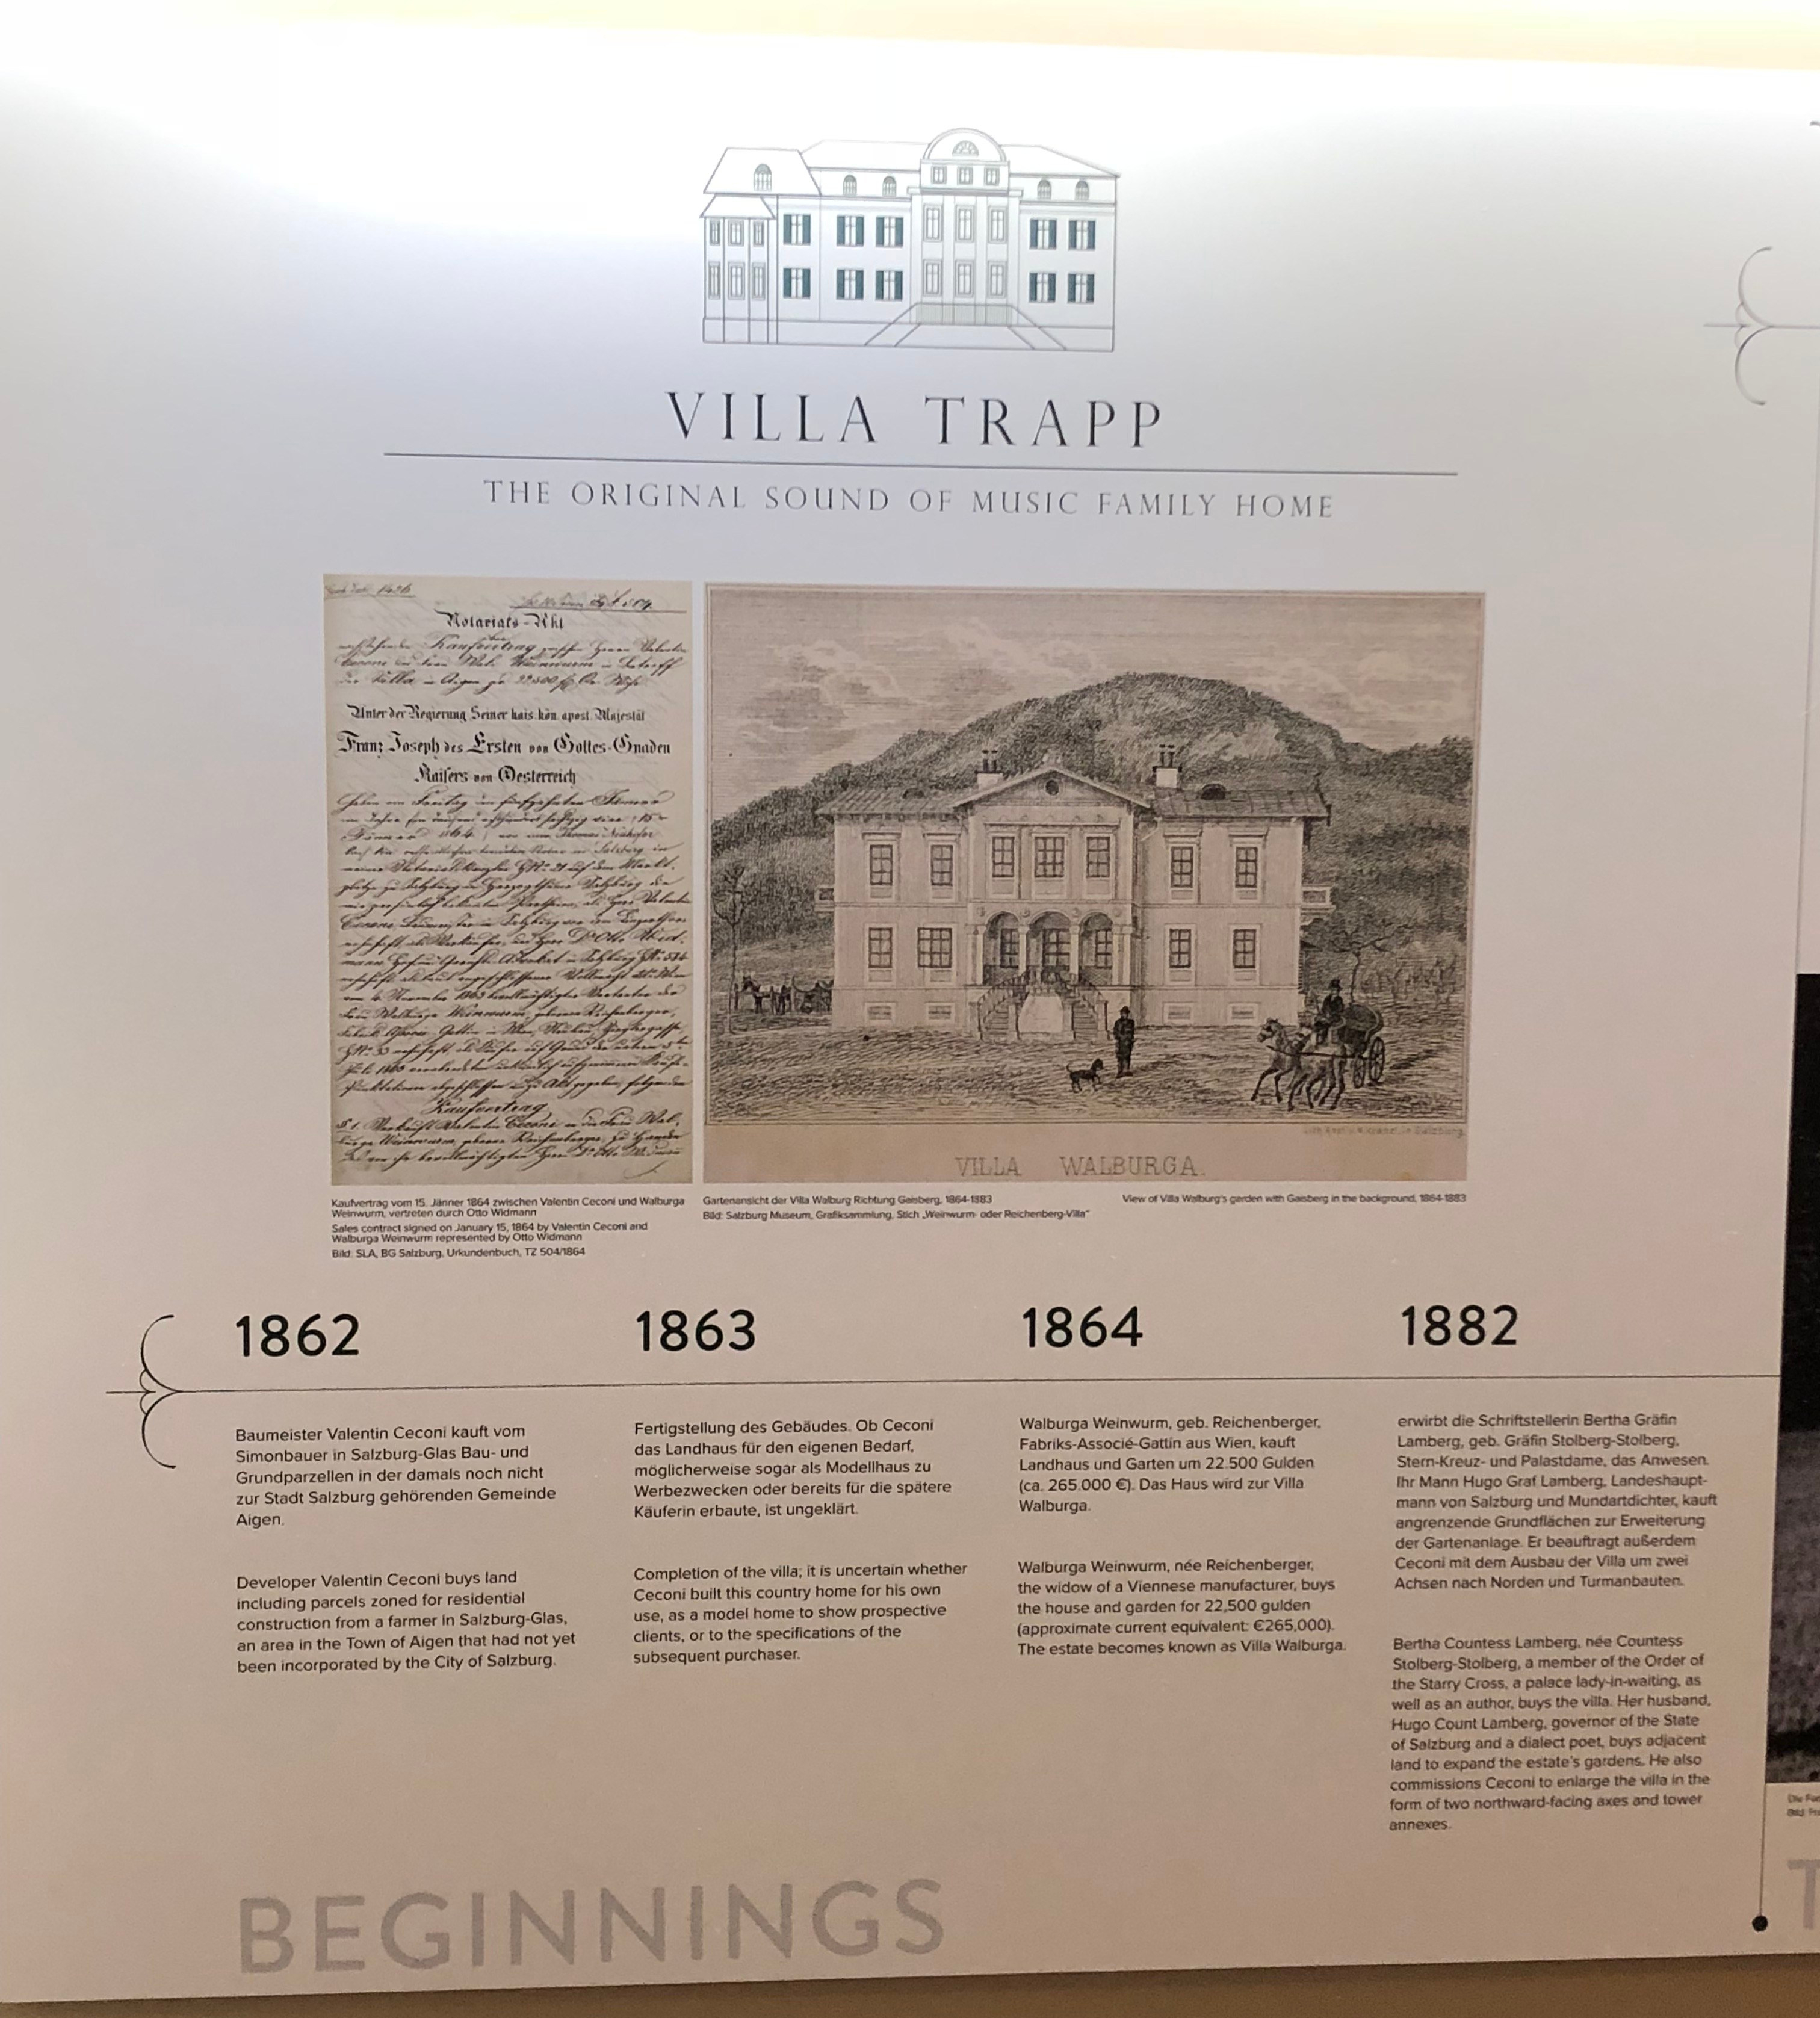 VILLA TRAPP
THE ORIGINAL SOUND OF MUSIC FAMILY HOME
Notariats-Akt
Kaufvertrag
Unter der Regierung Seiner kais. kön. apost. Majestät
Franz Joseph des Ersten von Gottes-Gnaden
Kaisers von Oesterreich
Kaufvertrag
VILLA WALBURGA.
Kaufvertrag vom 15. Jänner 1864 zwischen Valentin Ceconi und Walburga
Weinwurm, vertreten durch Otto Widmann
Sales contract signed on January 15, 1864 by Valentin Ceconi and
Walburga Weinwurm represented by Otto Widmann
Bild: SLA, BG Salzburg, Urkundenbuch, TZ 504/1864
Gartenansicht der Villa Walburg Richtung Gaisberg, 1864-1883
Bild: Salzburg Museum, Grafiksammlung, Stich „Weinwurm- oder Reichenberg-Villa“
View of Villa Walburg's garden with Gaisberg in the background, 1864-1883
1862
Baumeister Valentin Ceconi kauft vom
Simonbauer in Salzburg-Glas Bau- und
Grundparzellen in der damals noch nicht
zur Stadt Salzburg gehörenden Gemeinde
Aigen.
Developer Valentin Ceconi buys land
including parcels zoned for residential
construction from a farmer in Salzburg-Glas,
an area in the Town of Aigen that had not yet
been incorporated by the City of Salzburg.
1863
Fertigstellung des Gebäudes. Ob Ceconi
das Landhaus für den eigenen Bedarf,
möglicherweise sogar als Modellhaus zu
Werbezwecken oder bereits für die spätere
Käuferin erbaute, ist ungeklärt.
Completion of the villa; it is uncertain whether
Ceconi built this country home for his own
use, as a model home to show prospective
clients, or to the specifications of the
subsequent purchaser.
1864
Walburga Weinwurm, geb. Reichenberger,
Fabriks-Associé-Gattin aus Wien, kauft
Landhaus und Garten um 22.500 Gulden
(ca. 265.000 €). Das Haus wird zur Villa
Walburga.
Walburga Weinwurm, née Reichenberger,
the widow of a Viennese manufacturer, buys
the house and garden for 22,500 gulden
(approximate current equivalent: €265,000).
The estate becomes known as Villa Walburga.
1882
erwirbt die Schriftstellerin Bertha Gräfin
Lamberg, geb. Gräfin Stolberg-Stolberg,
Stern-Kreuz- und Palastdame, das Anwesen.
Ihr Mann Hugo Graf Lamberg, Landeshaupt-
mann von Salzburg und Mundartdichter, kauft
angrenzende Grundflächen zur Erweiterung
der Gartenanlage. Er beauftragt außerdem
Ceconi mit dem Ausbau der Villa um zwei
Achsen nach Norden und Turmanbauten.
Bertha Countess Lamberg, née Countess
Stolberg-Stolberg, a member of the Order of
the Starry Cross, a palace lady-in-waiting, as
well as an author, buys the villa. Her husband,
Hugo Count Lamberg, governor of the State
of Salzburg and a dialect poet, buys adjacent
land to expand the estate's gardens. He also
commissions Ceconi to enlarge the villa in the
form of two northward-facing axes and tower
annexes.
BEGINNINGS